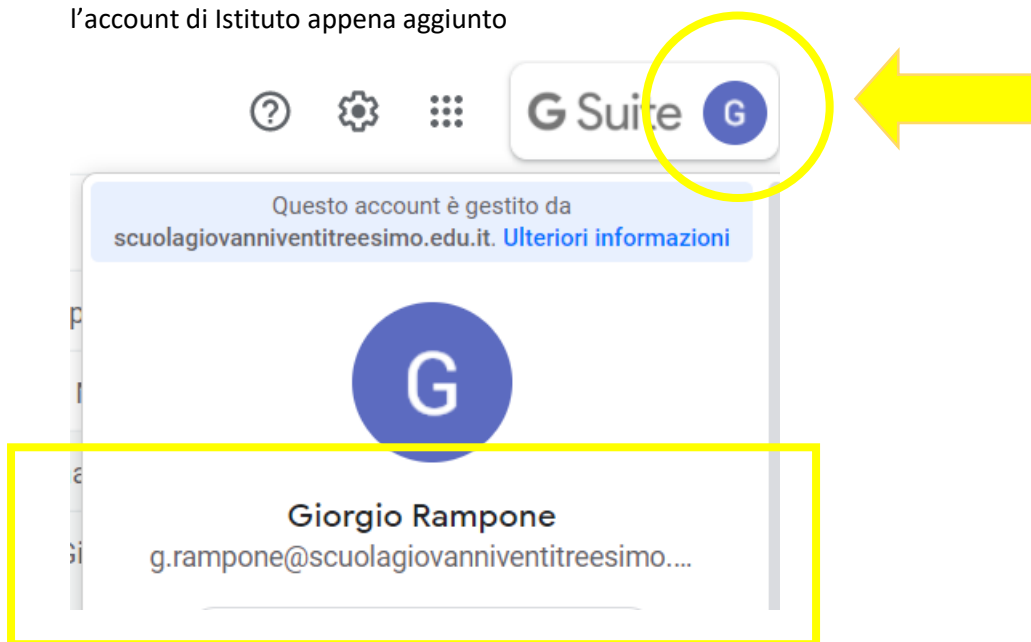 l’account di Istituto appena aggiunto
G Suite G
Questo account è gestito da
scuolagiovanniventitreesimo.edu.it. Ulteriori informazioni
G
Giorgio Rampone
g.rampone@scuolagiovanniventitreesimo....